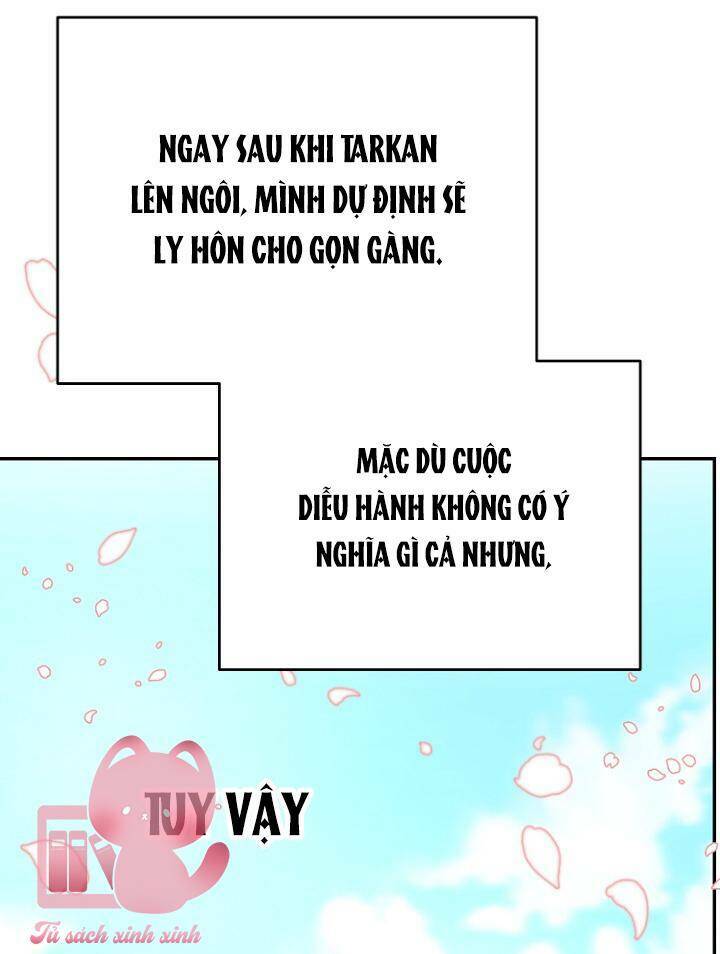 NGAY SAU KHI TARKAN
LÊN NGÔI, MÌNH DỰ ĐỊNH SẼ
LY HÔN CHO GỌN GÀNG.
MẶC DÙ CUỘC
DIỄU HÀNH KHÔNG CÓ Ý
NGHĨA GÌ CẢ NHƯNG,
TUY VẬY
Tủ sách xinh xinh